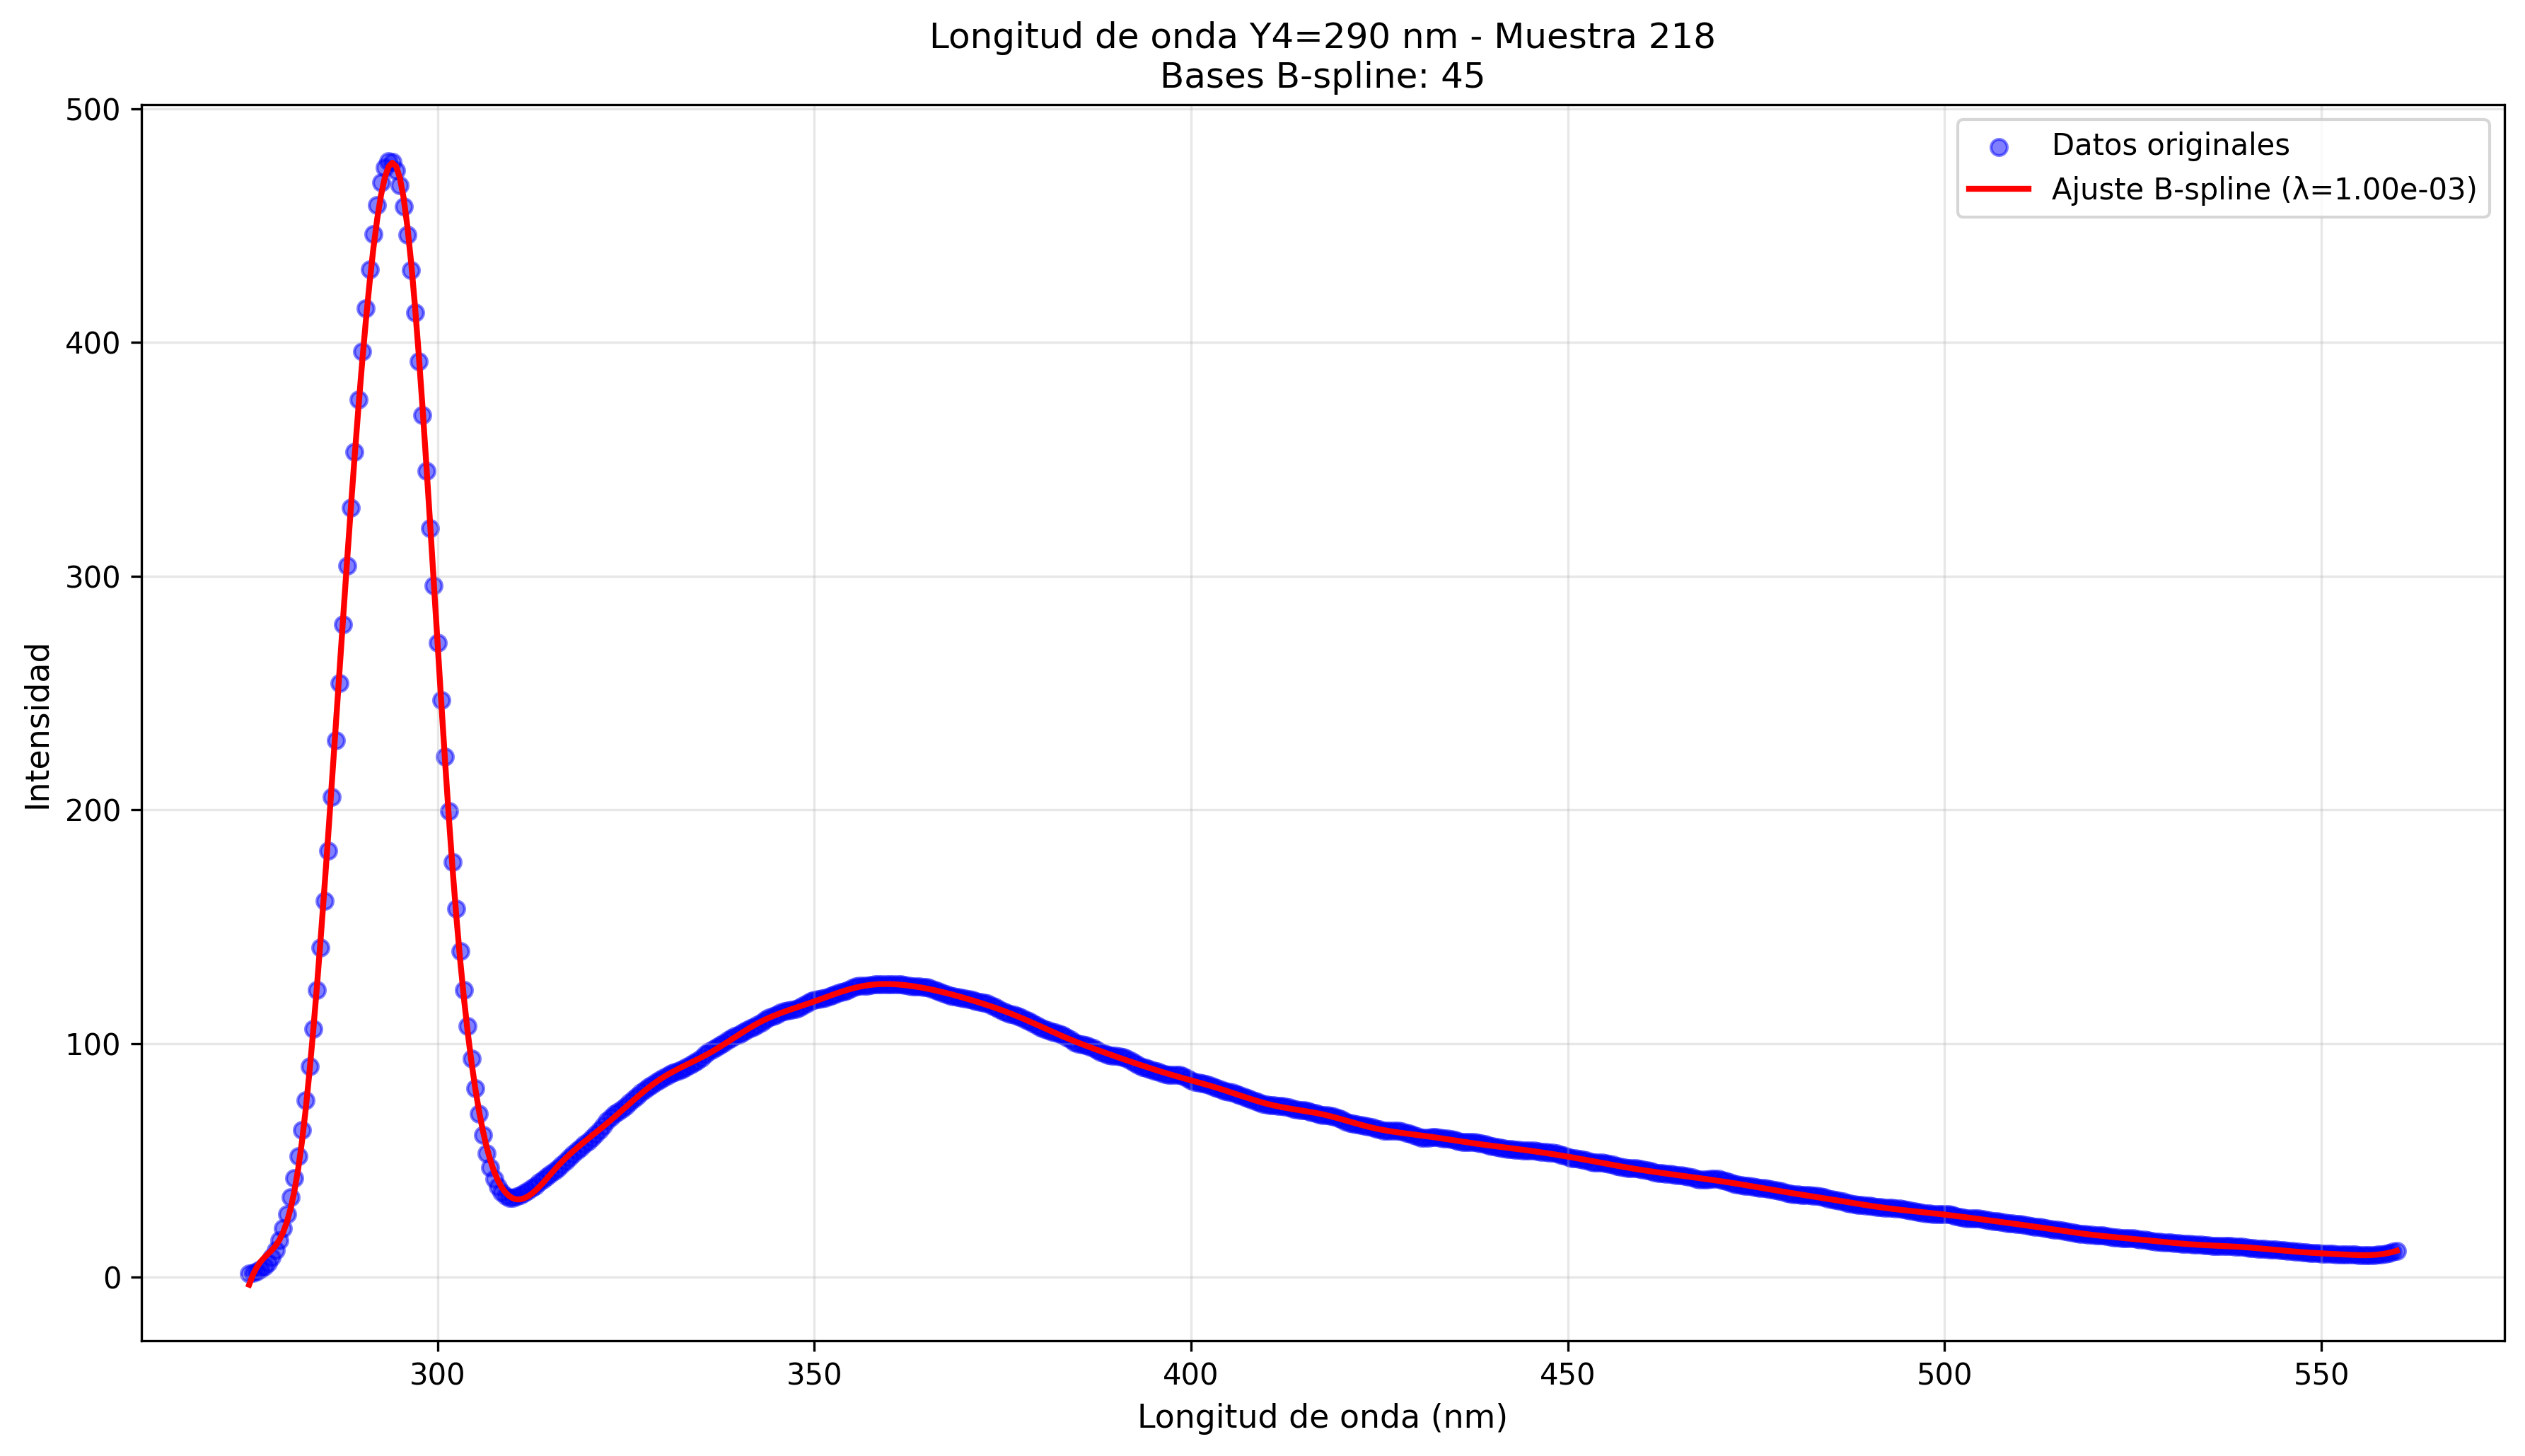 Longitud de onda Y4=290 nm - Muestra 218
Bases B-spline: 45
Datos originales
Ajuste B-spline (λ=1.00e-03)
Intensidad
500
400
300
200
100
0
300 350 400 450 500 550
Longitud de onda (nm)